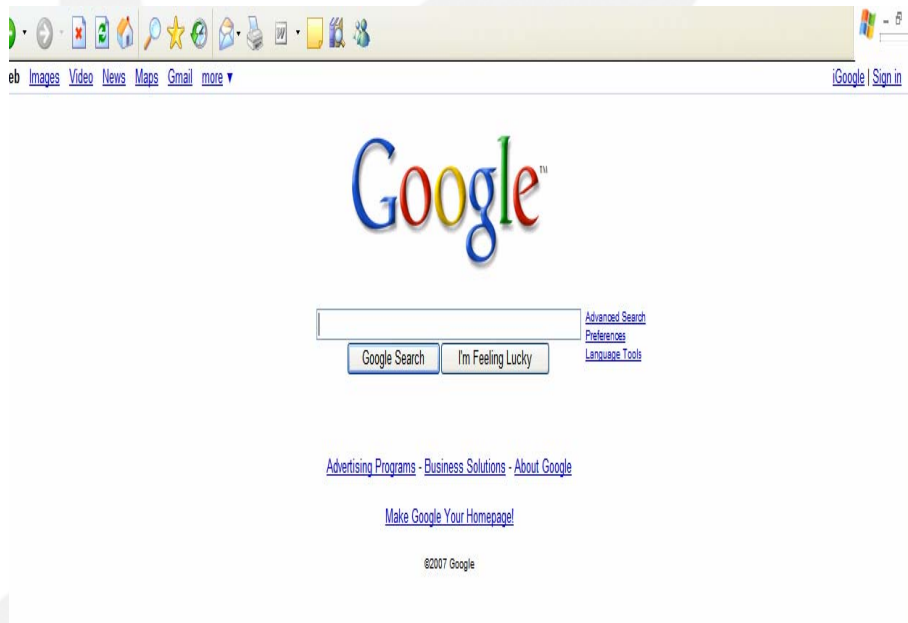 eb Images Video News Maps Gmail more ▼ iGoogle | Sign in
Google™
Advanced Search
Preferences
Language Tools
Google Search I'm Feeling Lucky
Advertising Programs - Business Solutions - About Google
Make Google Your Homepage!
©2007 Google